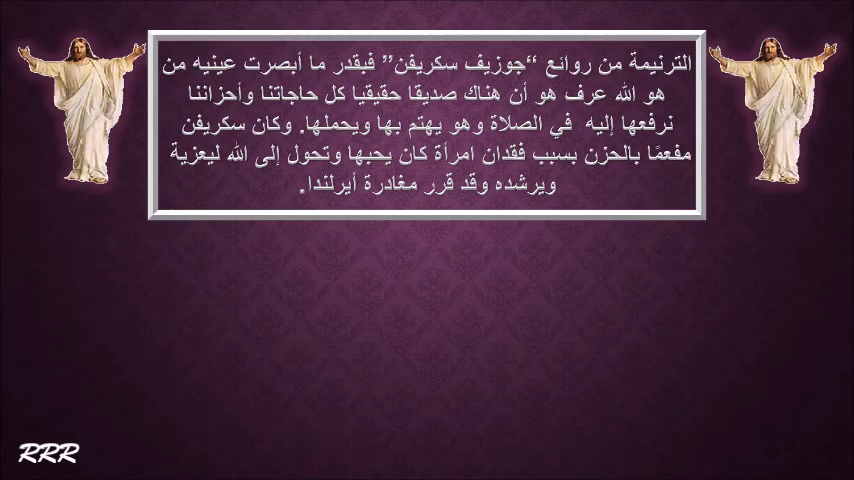 الترنيمة من روائع “جوزيف سكريفن” فبقدر ما أبصرت عينيه من
هو الله عرف هو أن هناك صديقا حقيقيا كل حاجاتنا وأحزاننا
نرفعها إليه في الصلاة وهو يهتم بها ويحملها. وكان سكريفن
مفعمًا بالحزن بسبب فقدان امرأة كان يحبها وتحول إلى الله ليعزية
ويرشده وقد قرر مغادرة أيرلندا.
RRR